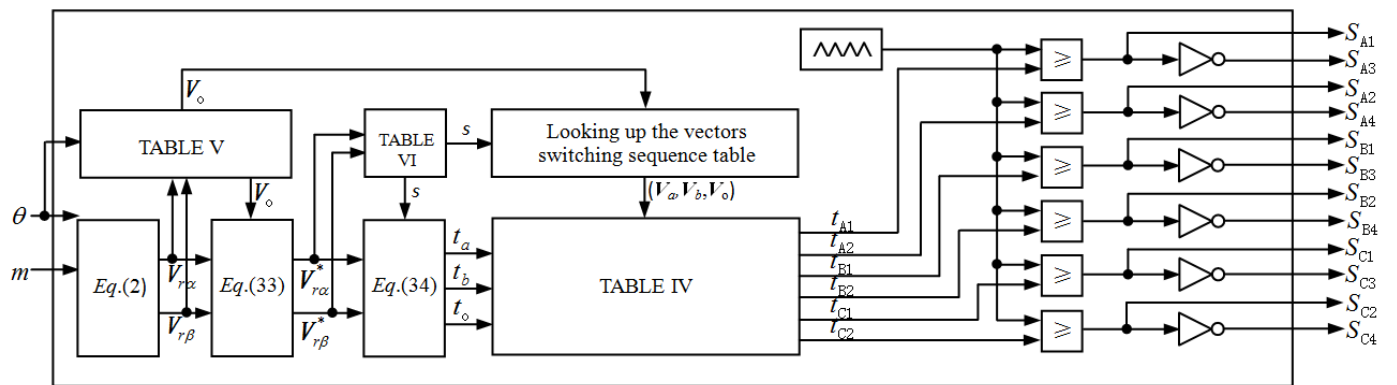 V₀
TABLE V
TABLE VI
s
Looking up the vectors
switching sequence table
V₀
s
(Vₐ,V_b,V₀)
θ
m
Eq.(2)
V_rα
V_rβ
Eq.(33)
V*_rα
V*_rβ
Eq.(34)
t_a
t_b
t₀
TABLE IV
t_A1
t_A2
t_B1
t_B2
t_C1
t_C2
≥
≥
≥
≥
≥
≥
S_A1
S_A3
S_A2
S_A4
S_B1
S_B3
S_B2
S_B4
S_C1
S_C3
S_C2
S_C4